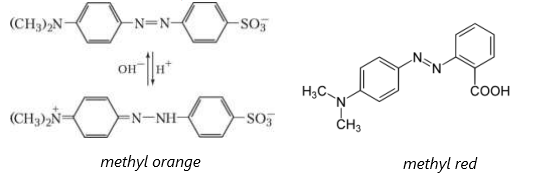 (CH₃)₂N N=N SO₃⁻
OH⁻ H⁺
(CH₃)₂N⁺ N—NH SO₃⁻
methyl orange
N
N
H₃C
N
CH₃
COOH
methyl red